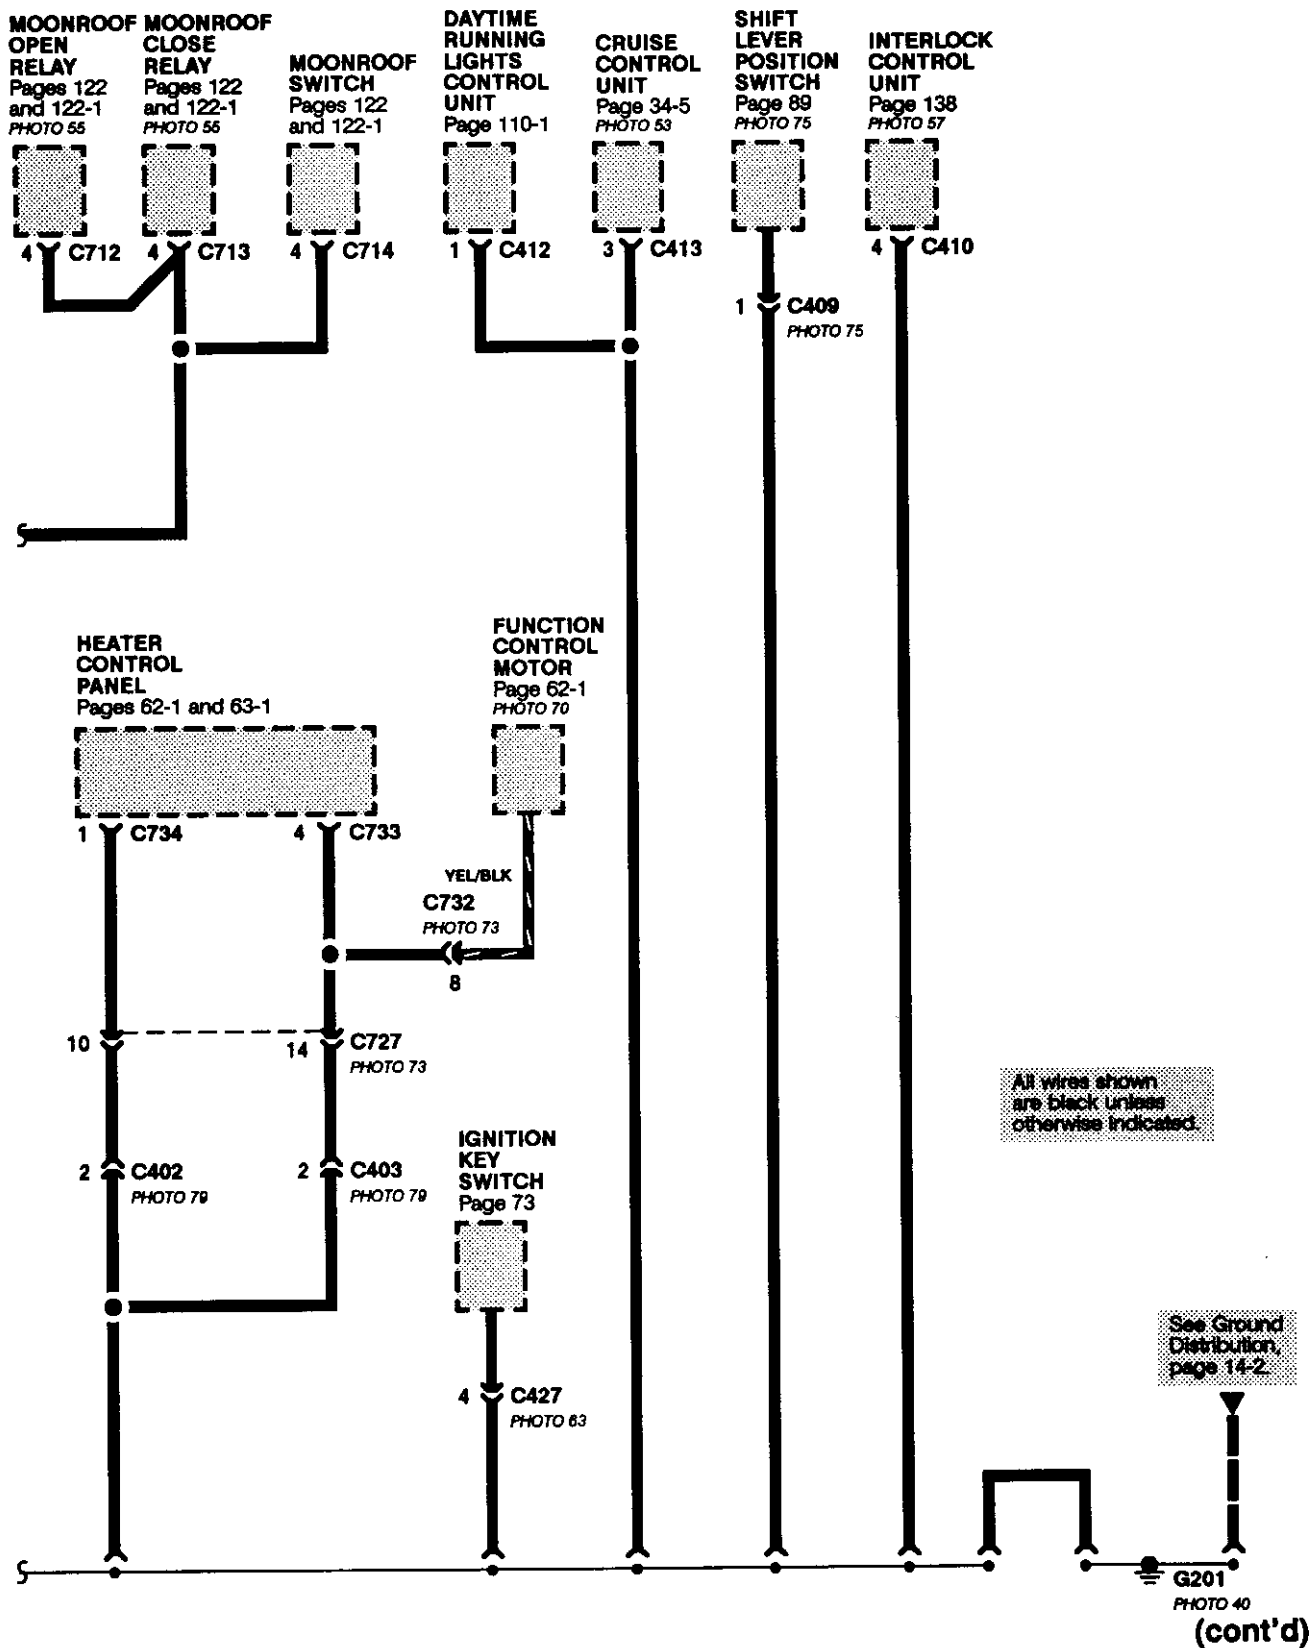 MOONROOF
OPEN
RELAY
Pages 122
and 122-1
PHOTO 55
MOONROOF
CLOSE
RELAY
Pages 122
and 122-1
PHOTO 55
MOONROOF
SWITCH
Pages 122
and 122-1
DAYTIME
RUNNING
LIGHTS
CONTROL
UNIT
Page 110-1
CRUISE
CONTROL
UNIT
Page 34-5
PHOTO 53
SHIFT
LEVER
POSITION
SWITCH
Page 89
PHOTO 75
INTERLOCK
CONTROL
UNIT
Page 138
PHOTO 57
4 C712
4 C713
4 C714
1 C412
3 C413
4 C410
1 C409
PHOTO 75
HEATER
CONTROL
PANEL
Pages 62-1 and 63-1
FUNCTION
CONTROL
MOTOR
Page 62-1
PHOTO 70
1 C734
4 C733
YEL/BLK
C732
PHOTO 73
8
10
14 C727
PHOTO 73
2 C402
PHOTO 79
2 C403
PHOTO 79
All wires shown
are black unless
otherwise indicated.
IGNITION
KEY
SWITCH
Page 73
4 C427
PHOTO 63
See Ground
Distribution,
page 14-2.
G201
PHOTO 40
(cont'd)